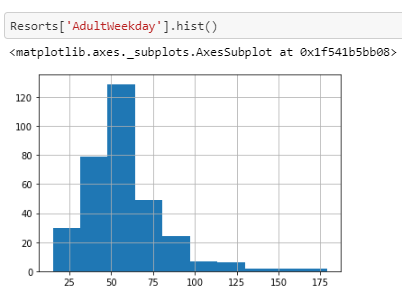 Resorts['AdultWeekday'].hist()
<matplotlib.axes._subplots.AxesSubplot at 0x1f541b5bb08>
120
100
80
60
40
20
0
25 50 75 100 125 150 175